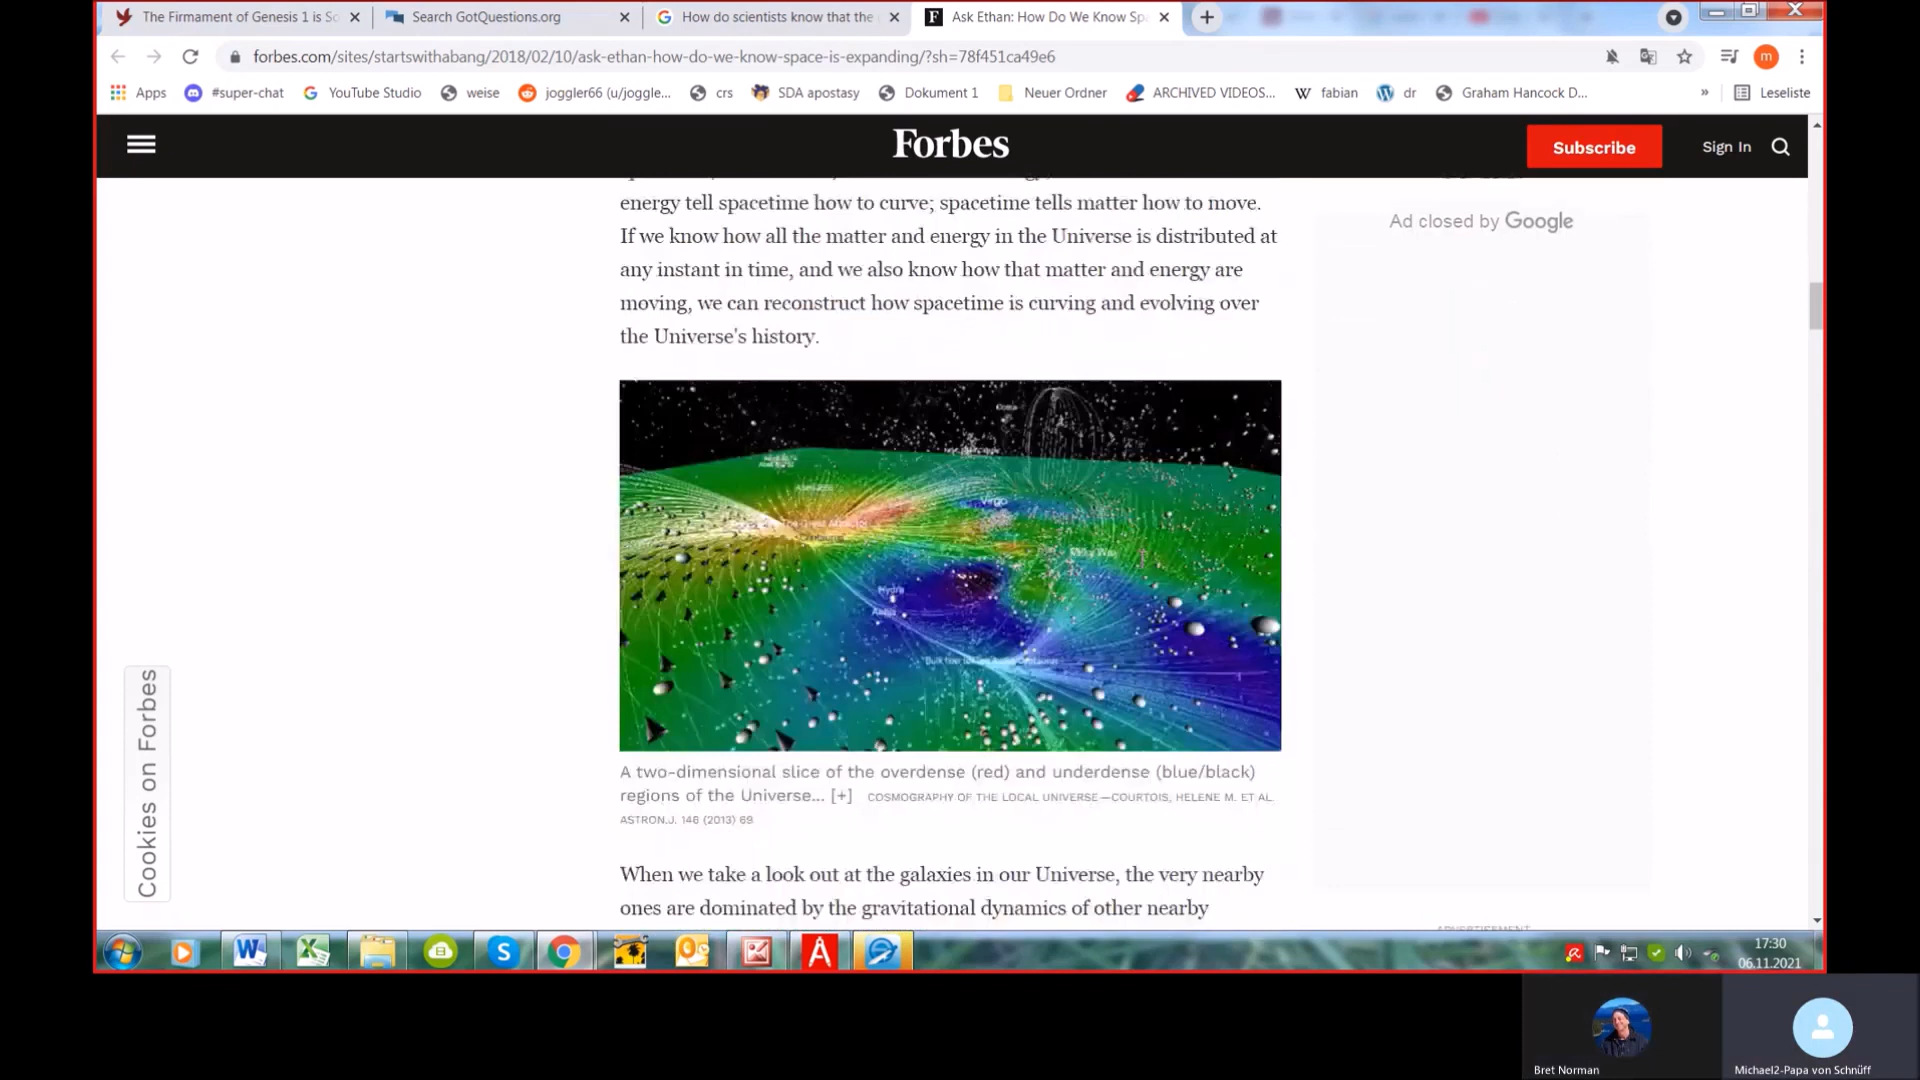 The Firmament of Genesis 1 is So
Search GotQuestions.org
How do scientists know that the
Ask Ethan: How Do We Know Sp
forbes.com/sites/startswithabang/2018/02/10/ask-ethan-how-do-we-know-space-is-expanding/?sh=78f451ca49e6
m
Apps
#super-chat
YouTube Studio
weise
joggler66 (u/joggle...
crs
SDA apostasy
Dokument 1
Neuer Ordner
ARCHIVED VIDEOS...
fabian
dr
Graham Hancock D...
»
Leseliste
Forbes
Subscribe
Sign In
energy tell spacetime how to curve; spacetime tells matter how to move.
If we know how all the matter and energy in the Universe is distributed at
any instant in time, and we also know how that matter and energy are
moving, we can reconstruct how spacetime is curving and evolving over
the Universe's history.
Ad closed by Google
Coma
Virgo
Milky Way
Hydra
A two-dimensional slice of the overdense (red) and underdense (blue/black)
regions of the Universe... [+] COSMOGRAPHY OF THE LOCAL UNIVERSE—COURTOIS, HELENE M. ET AL.
ASTRON.J. 146 (2013) 69
When we take a look out at the galaxies in our Universe, the very nearby
ones are dominated by the gravitational dynamics of other nearby
Cookies on Forbes
17:30
06.11.2021
Bret Norman
Michael2-Papa von Schnüff